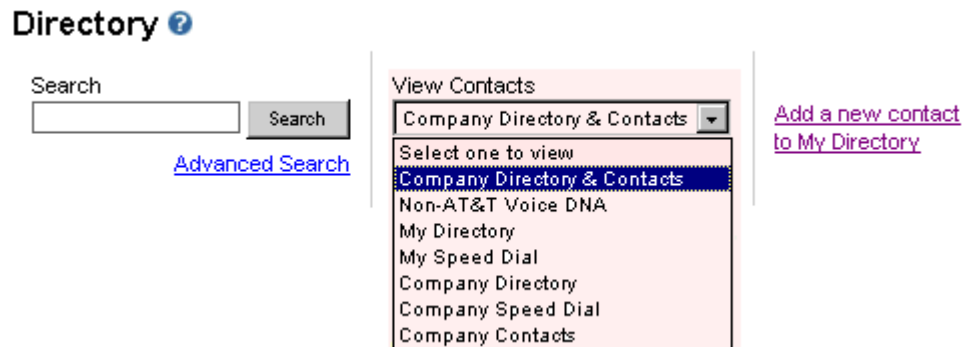 Directory ?
Search
Search
Advanced Search
View Contacts
Company Directory & Contacts
Select one to view
Company Directory & Contacts
Non-AT&T Voice DNA
My Directory
My Speed Dial
Company Directory
Company Speed Dial
Company Contacts
Add a new contact
to My Directory